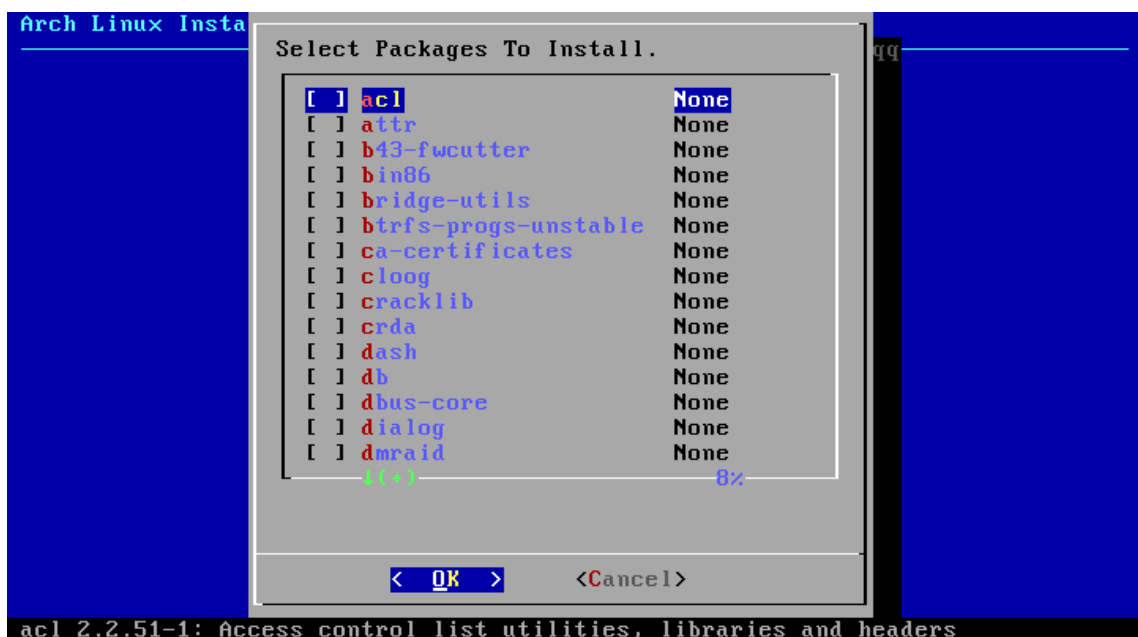 Arch Linux Insta
Select Packages To Install.
qq
[ ] acl None
[ ] attr None
[ ] b43-fwcutter None
[ ] bin86 None
[ ] bridge-utils None
[ ] btrfs-progs-unstable None
[ ] ca-certificates None
[ ] cloog None
[ ] cracklib None
[ ] crda None
[ ] dash None
[ ] db None
[ ] dbus-core None
[ ] dialog None
[ ] dmraid None
↓(+) 8%
< OK > <Cancel>
acl 2.2.51-1: Access control list utilities, libraries and headers